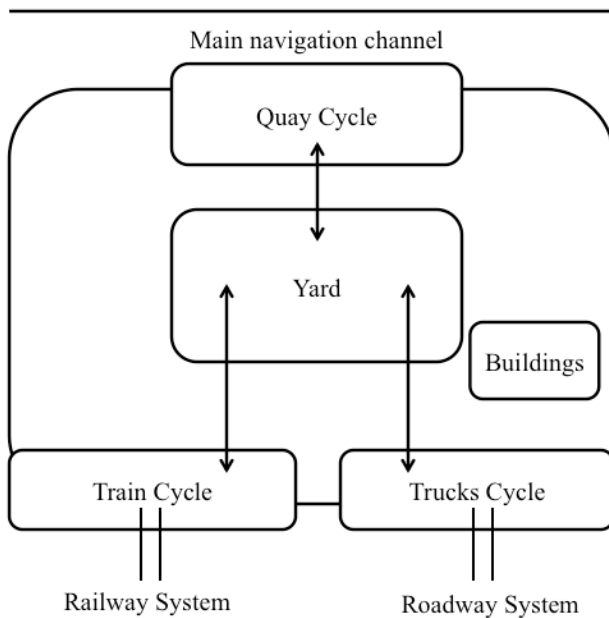 Main navigation channel
Quay Cycle
Yard
Buildings
Train Cycle
Trucks Cycle
Railway System
Roadway System